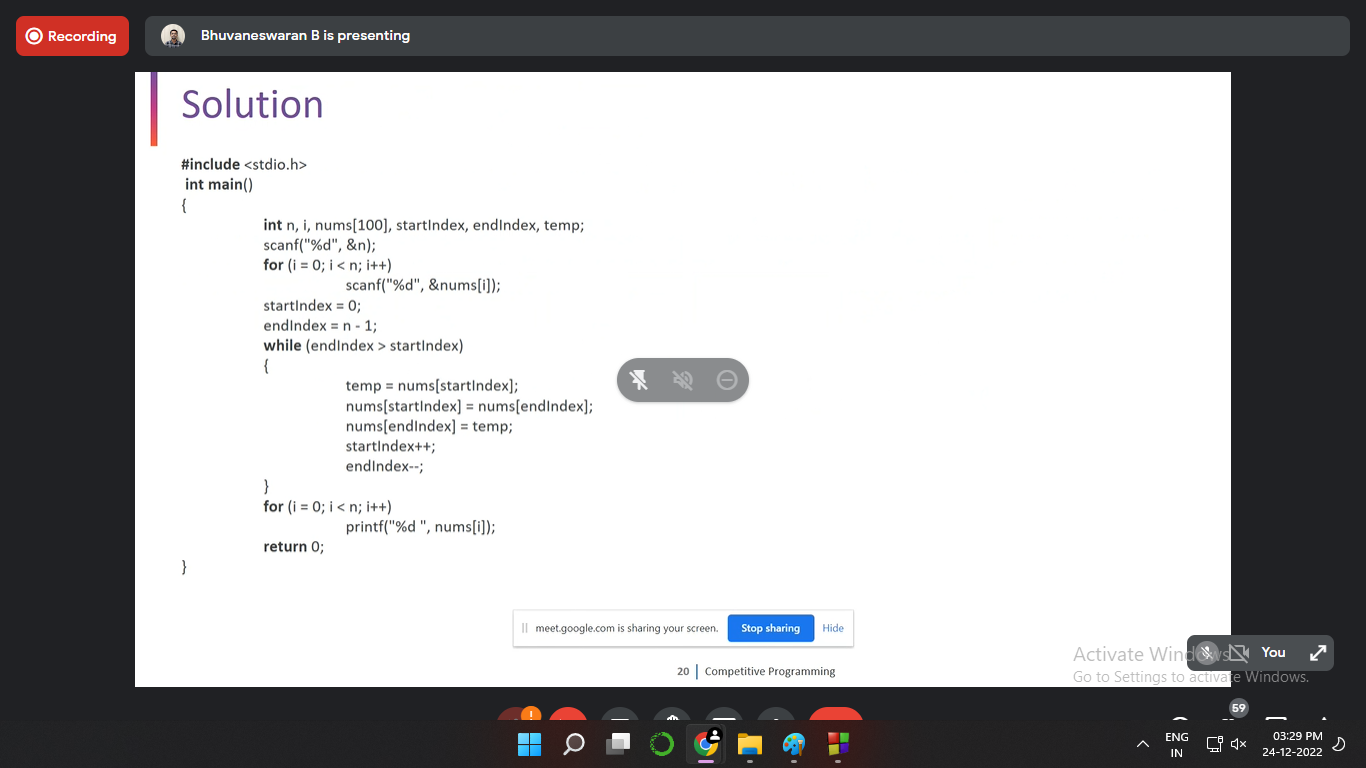 Recording
Bhuvaneswaran B is presenting
Solution
#include <stdio.h>
int main()
{
int n, i, nums[100], startIndex, endIndex, temp;
scanf("%d", &n);
for (i = 0; i < n; i++)
scanf("%d", &nums[i]);
startIndex = 0;
endIndex = n - 1;
while (endIndex > startIndex)
{
temp = nums[startIndex];
nums[startIndex] = nums[endIndex];
nums[endIndex] = temp;
startIndex++;
endIndex--;
}
for (i = 0; i < n; i++)
printf("%d ", nums[i]);
return 0;
}
meet.google.com is sharing your screen. Stop sharing Hide
20 Competitive Programming
You
Activate Windows
Go to Settings to activate Windows.
59
ENG
IN
03:29 PM
24-12-2022